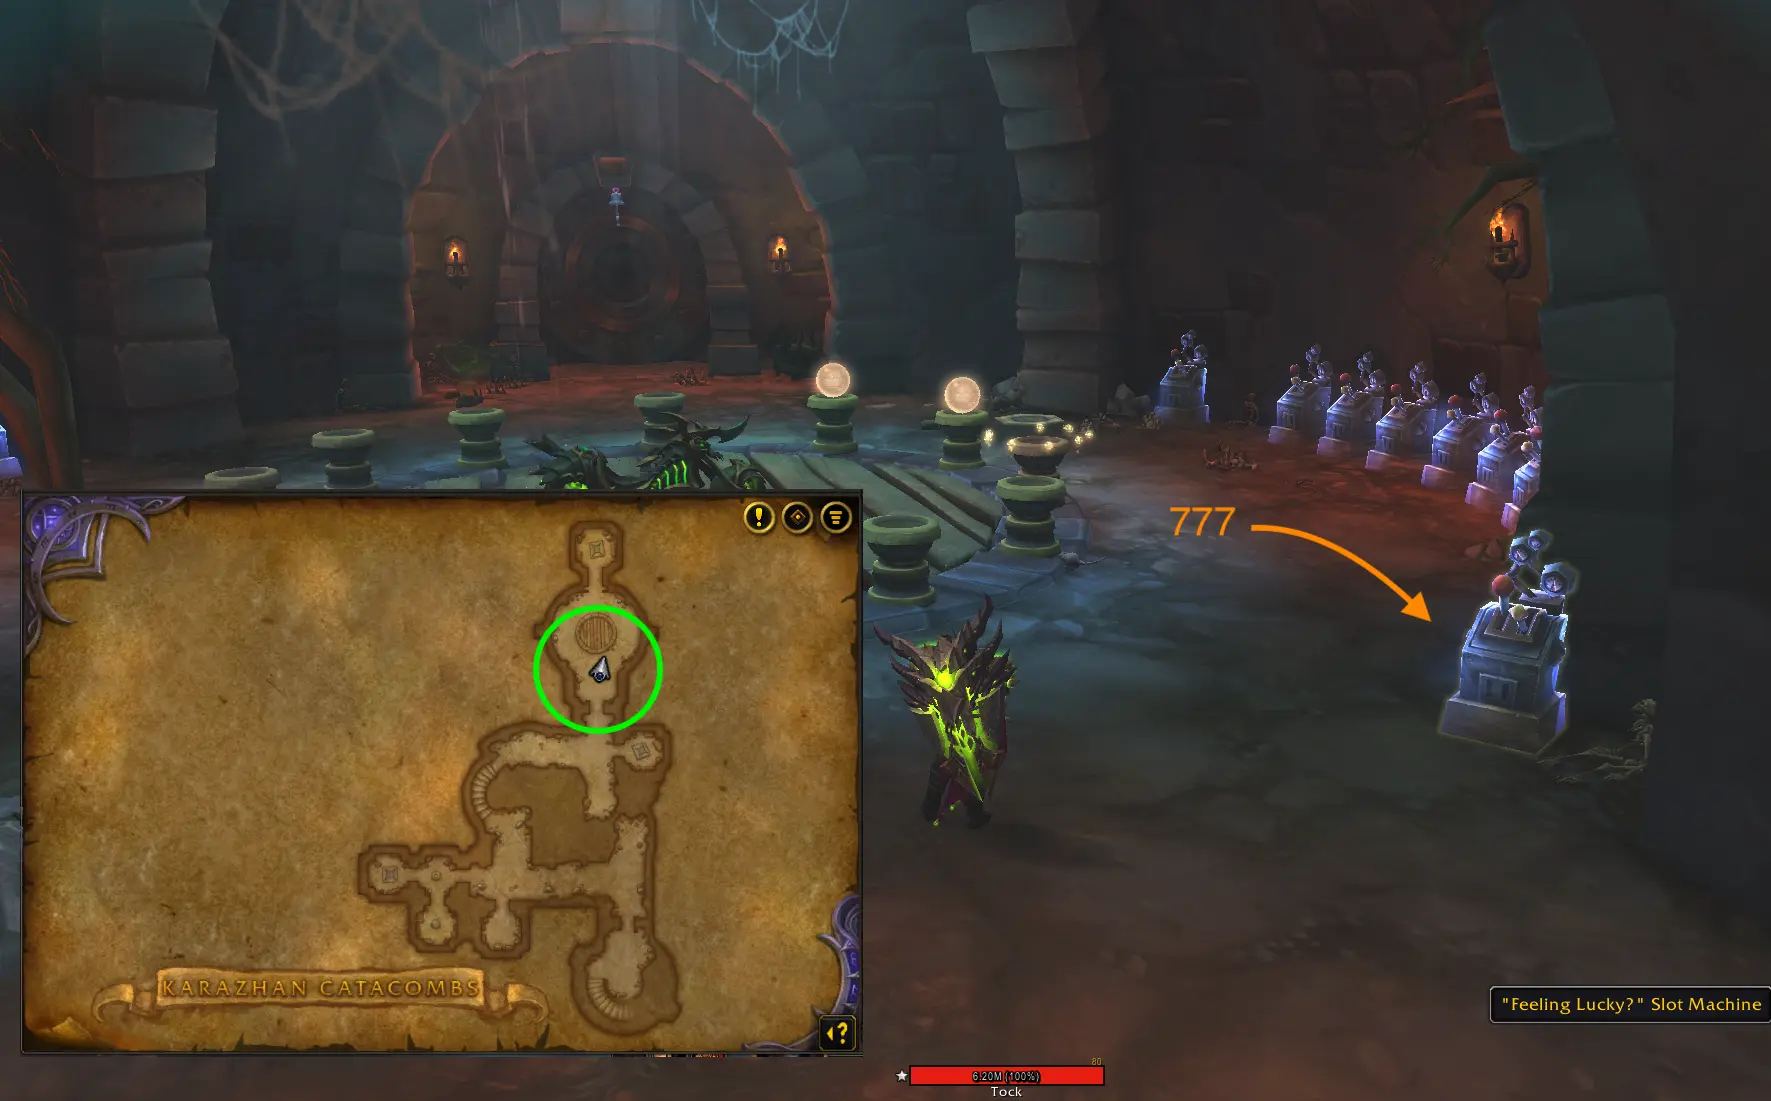 777
KARAZHAN CATACOMBS
"Feeling Lucky?" Slot Machine
80
6.20M (100%)
Tock